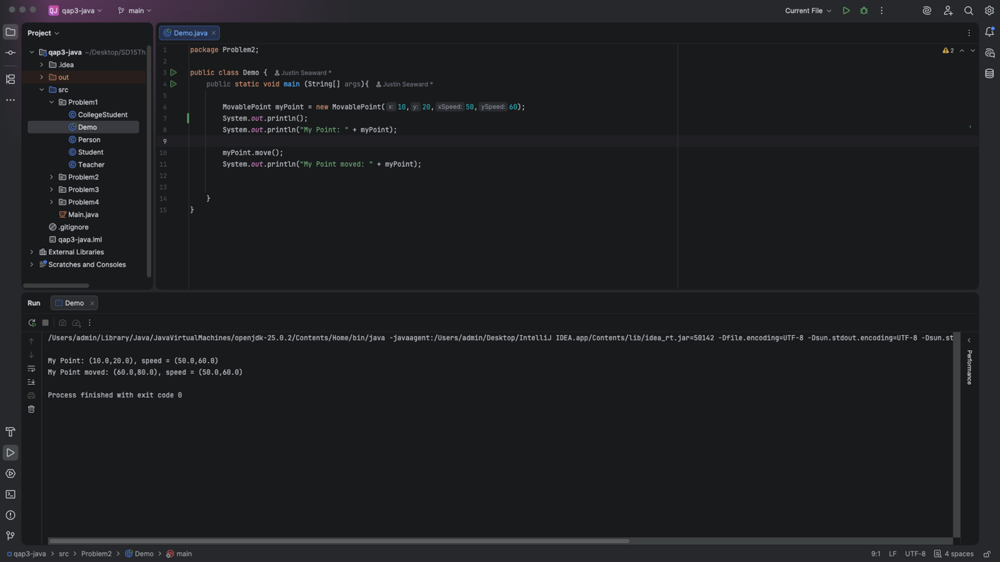 QJ qap3-java main Current File
Project
qap3-java ~/Desktop/SD15Th
.idea
out
src
Problem1
CollegeStudent
Demo
Person
Student
Teacher
Problem2
Problem3
Problem4
Main.java
.gitignore
qap3-java.iml
External Libraries
Scratches and Consoles
Demo.java
2
1 package Problem2;
2
3 public class Demo { Justin Seaward *
4 public static void main (String[] args){ Justin Seaward *
5
6 MovablePoint myPoint = new MovablePoint( x: 10, y: 20, xSpeed: 50, ySpeed: 60);
7 System.out.println();
8 System.out.println("My Point: " + myPoint);
9
10 myPoint.move();
11 System.out.println("My Point moved: " + myPoint);
12
13
14 }
15 }
Run Demo
/Users/admin/Library/Java/JavaVirtualMachines/openjdk-25.0.2/Contents/Home/bin/java -javaagent:/Users/admin/Desktop/IntelliJ IDEA.app/Contents/lib/idea_rt.jar=50142 -Dfile.encoding=UTF-8 -Dsun.stdout.encoding=UTF-8 -Dsun.st
My Point: (10.0,20.0), speed = (50.0,60.0)
My Point moved: (60.0,80.0), speed = (50.0,60.0)
Process finished with exit code 0
Performance
qap3-java > src > Problem2 > Demo > main 9:1 LF UTF-8 4 spaces